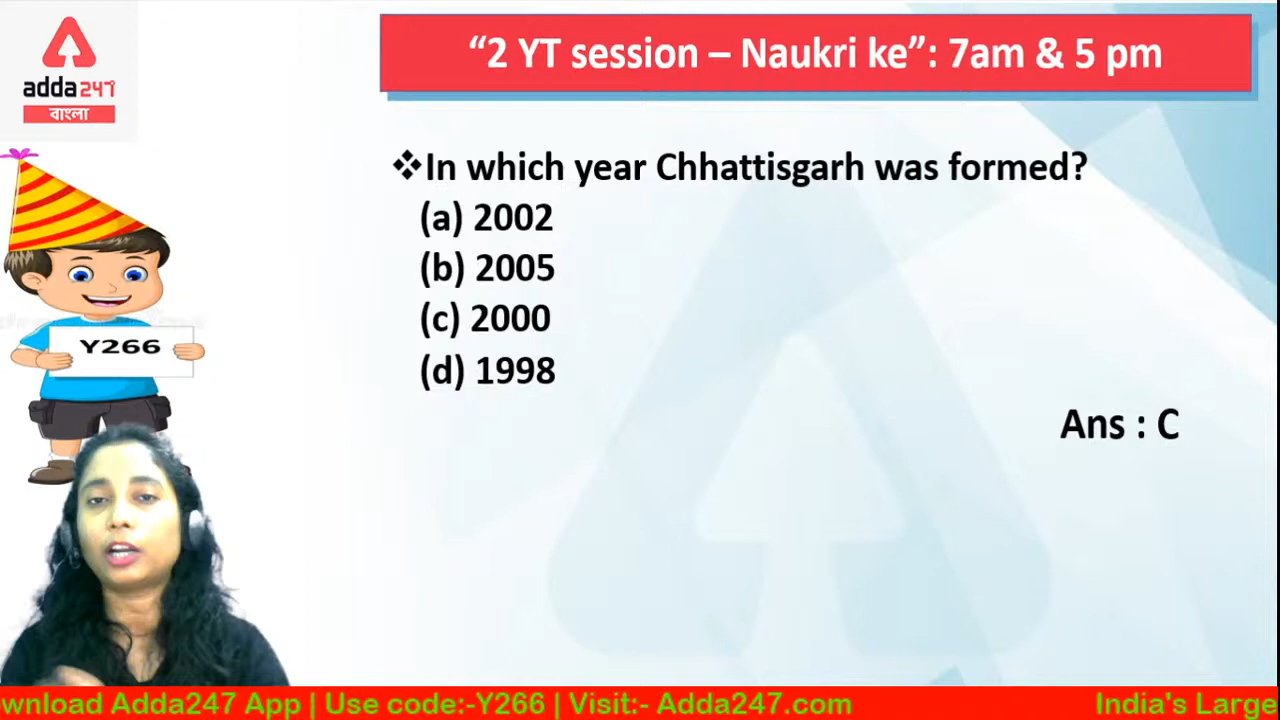 “2 YT session – Naukri ke”: 7am & 5 pm
adda247
বাংলা
❖In which year Chhattisgarh was formed?
(a) 2002
(b) 2005
(c) 2000
(d) 1998
Y266
Ans : C
wnload Adda247 App | Use code:-Y266 | Visit:- Adda247.com
India's Large